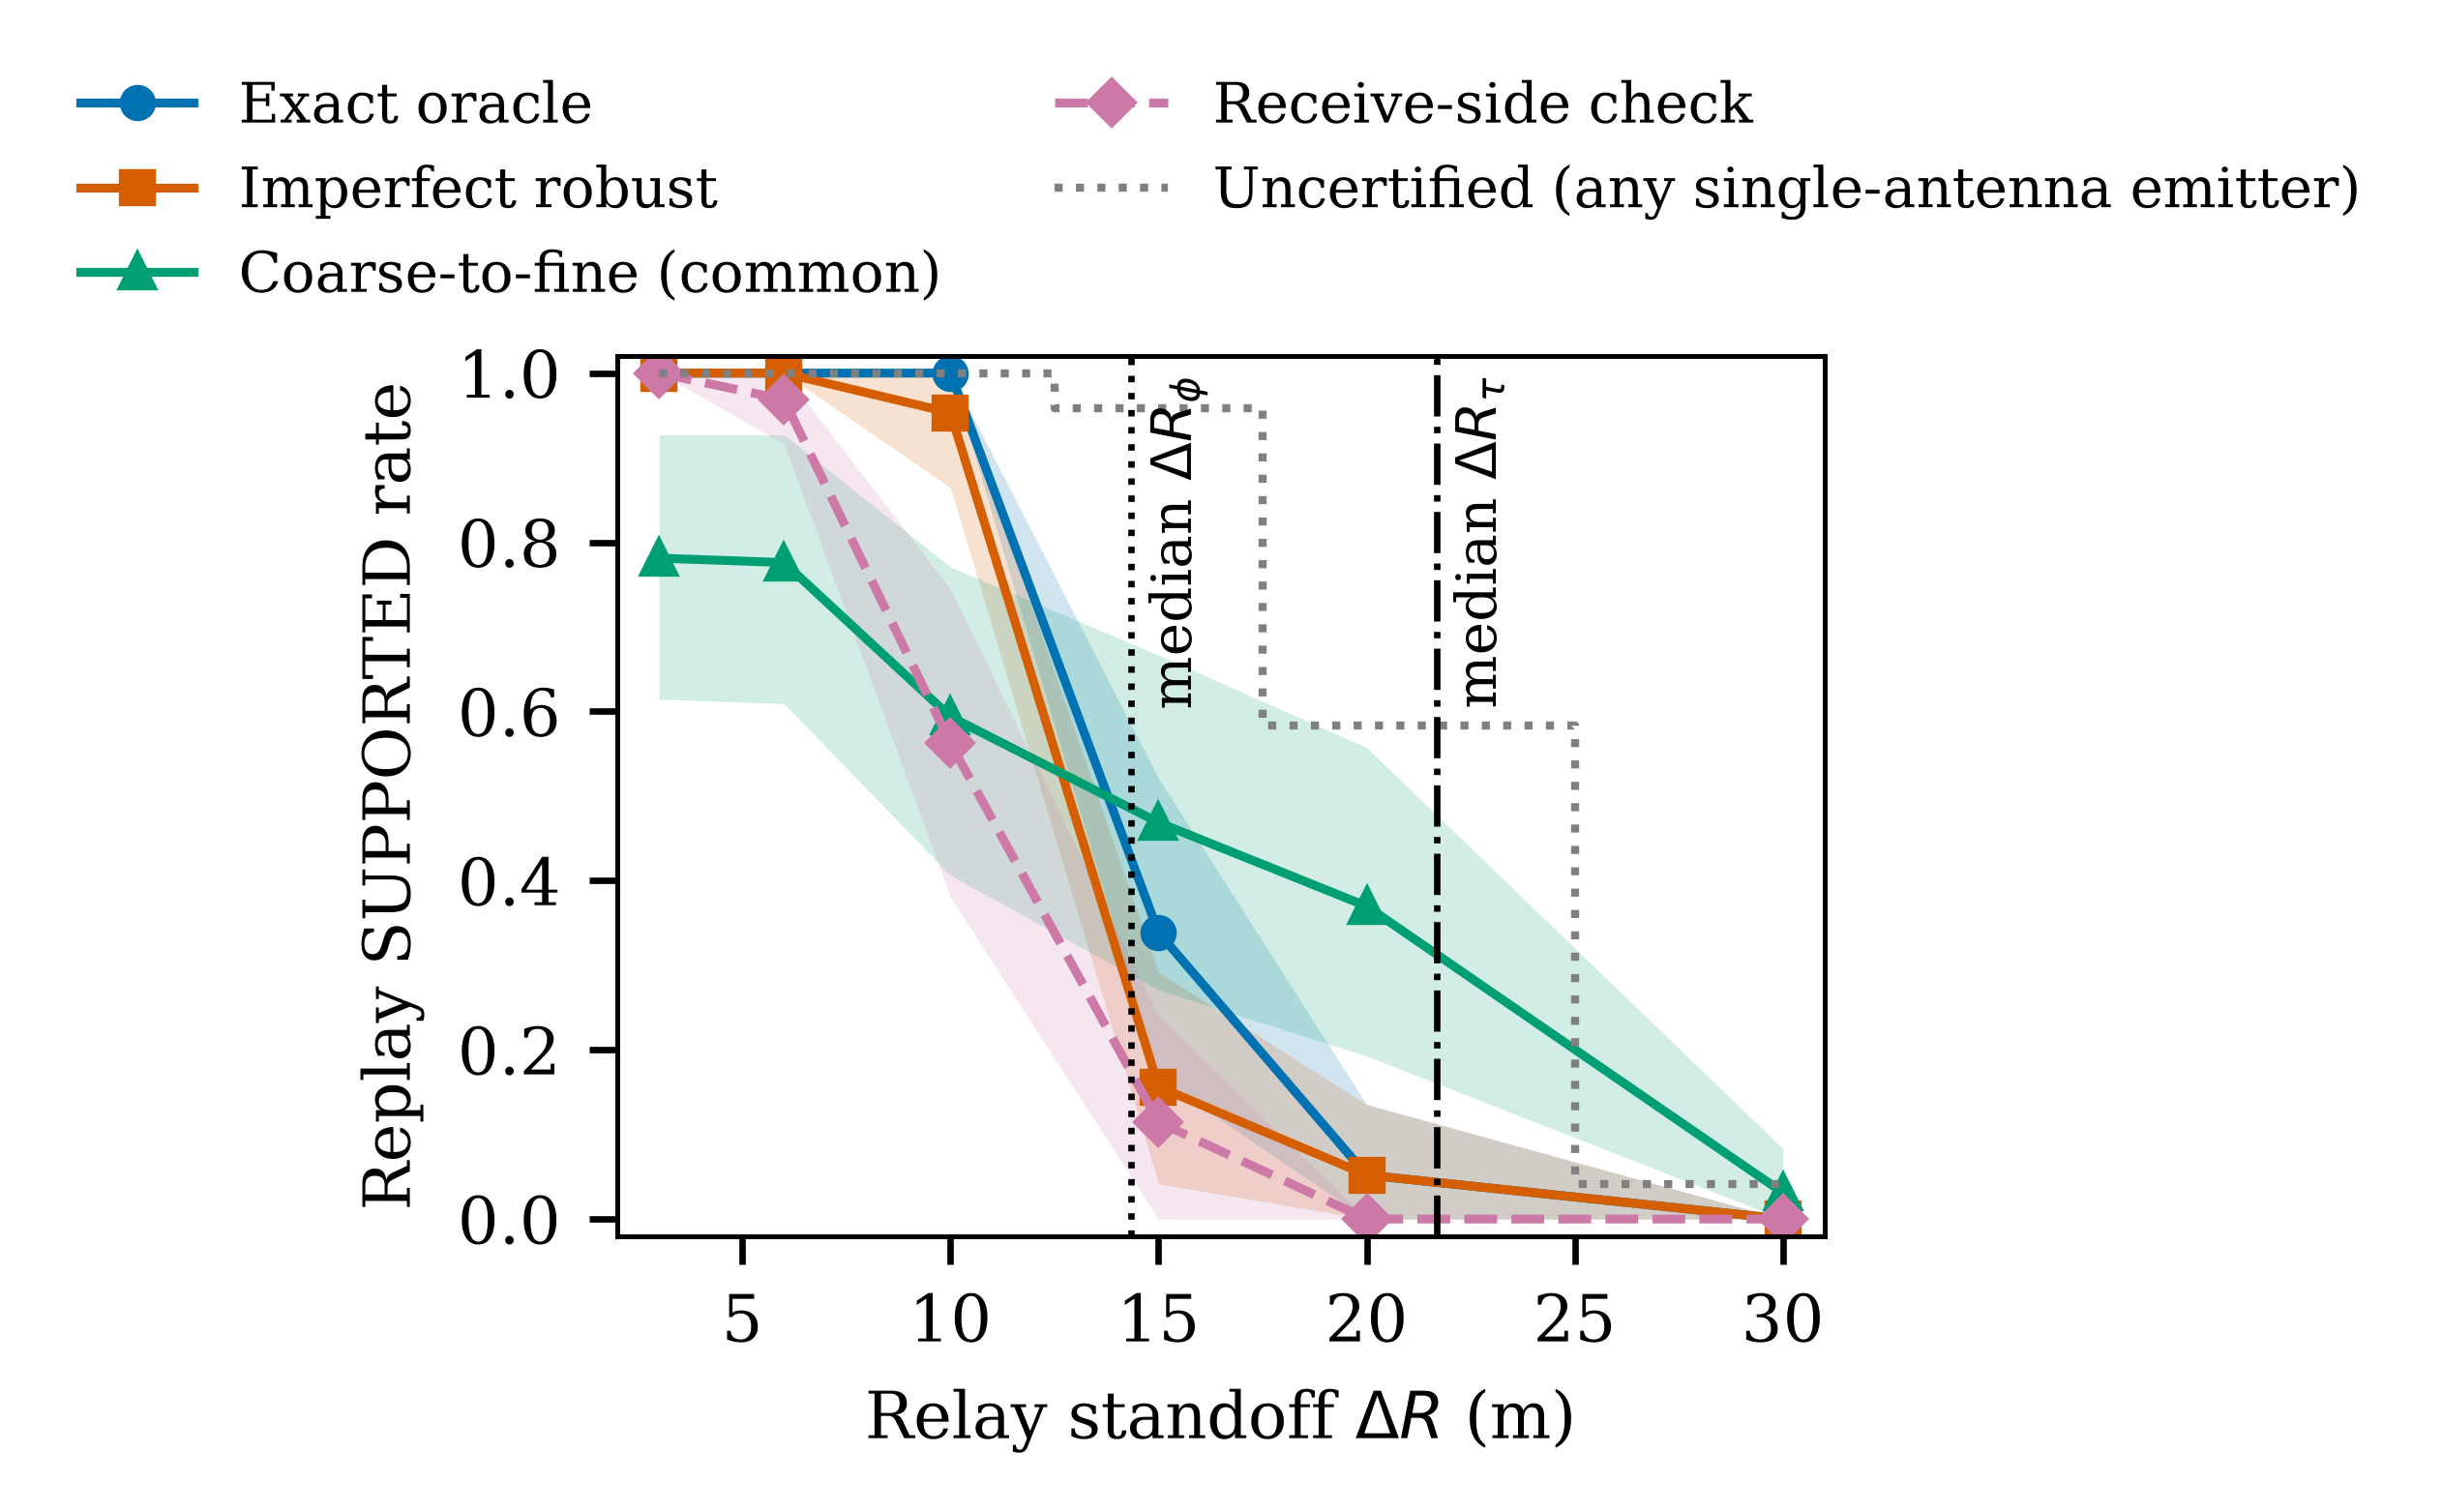 Exact oracle
Imperfect robust
Coarse-to-fine (common)
Receive-side check
Uncertified (any single-antenna emitter)
Replay SUPPORTED rate
1.0
0.8
0.6
0.4
0.2
0.0
median ΔRϕ
median ΔRτ
5
10
15
20
25
30
Relay standoff ΔR (m)